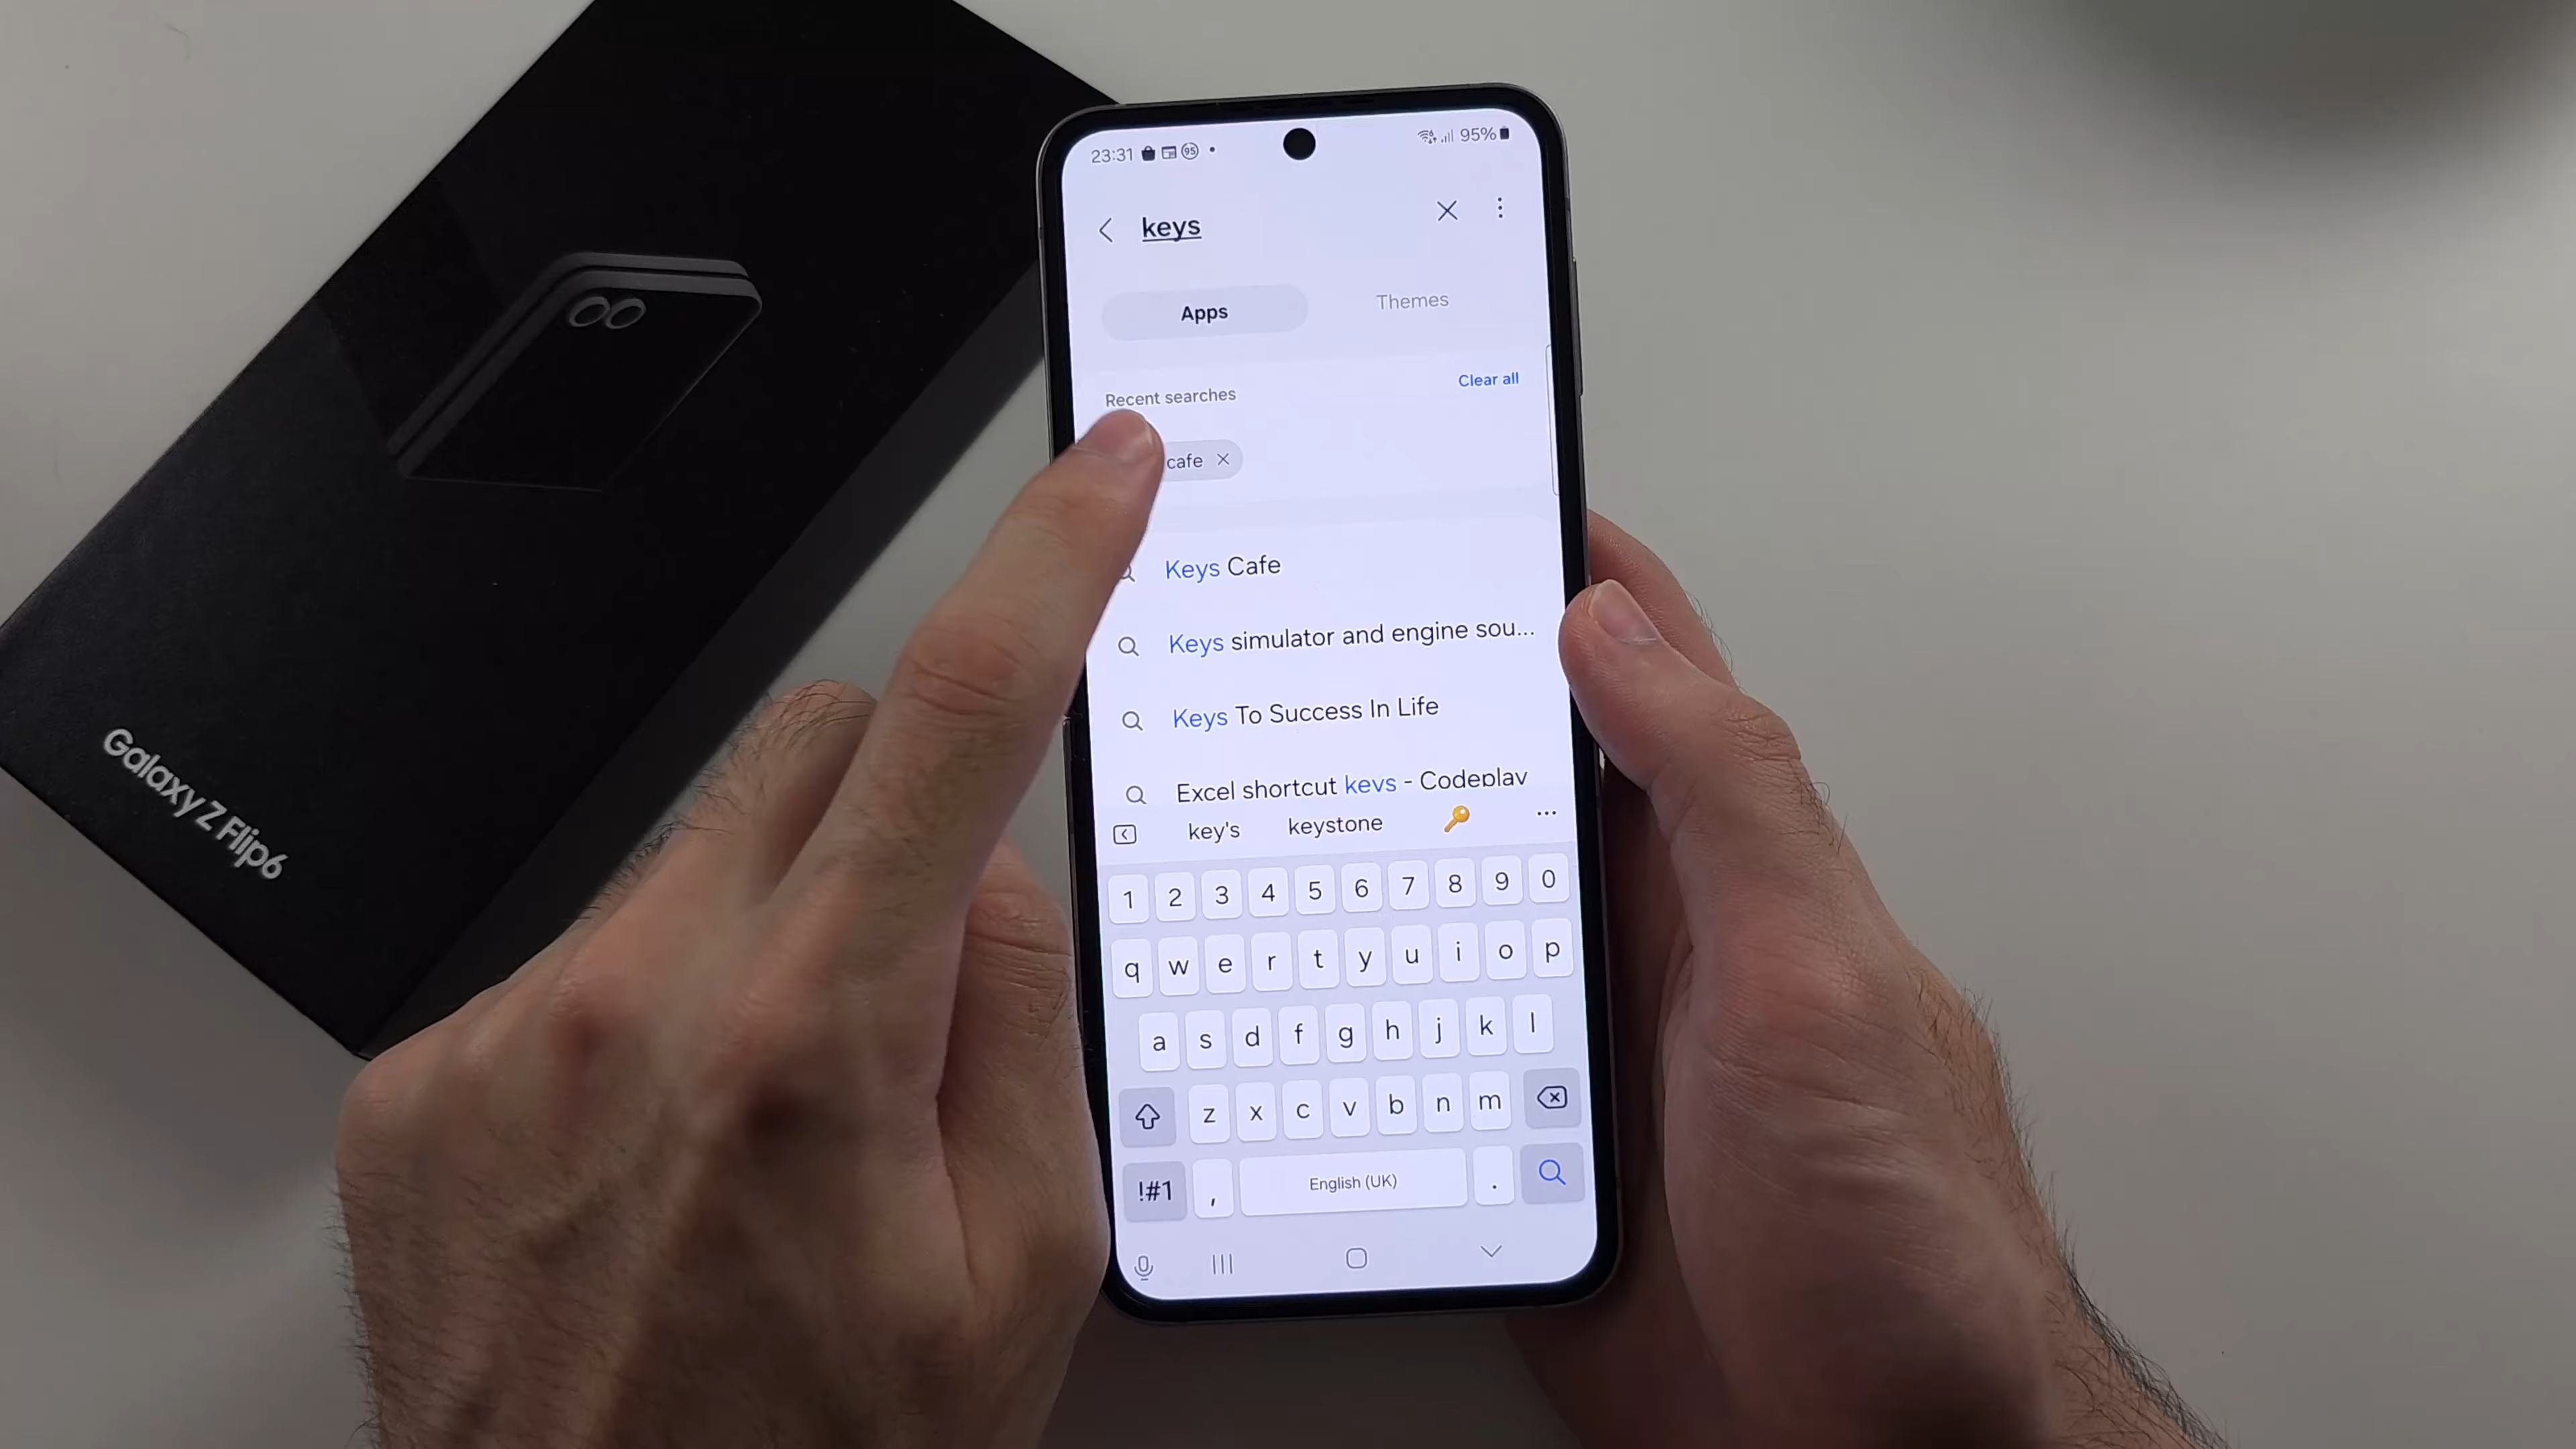 Galaxy Z Flip6
23:31 95 95%
keys
Apps Themes
Recent searches Clear all
cafe
Keys Cafe
Keys simulator and engine sou...
Keys To Success In Life
Excel shortcut keys - Codeplay
key's keystone 🔑 ...
1 2 3 4 5 6 7 8 9 0
q w e r t y u i o p
a s d f g h j k l
z x c v b n m
!#1 , English (UK) .